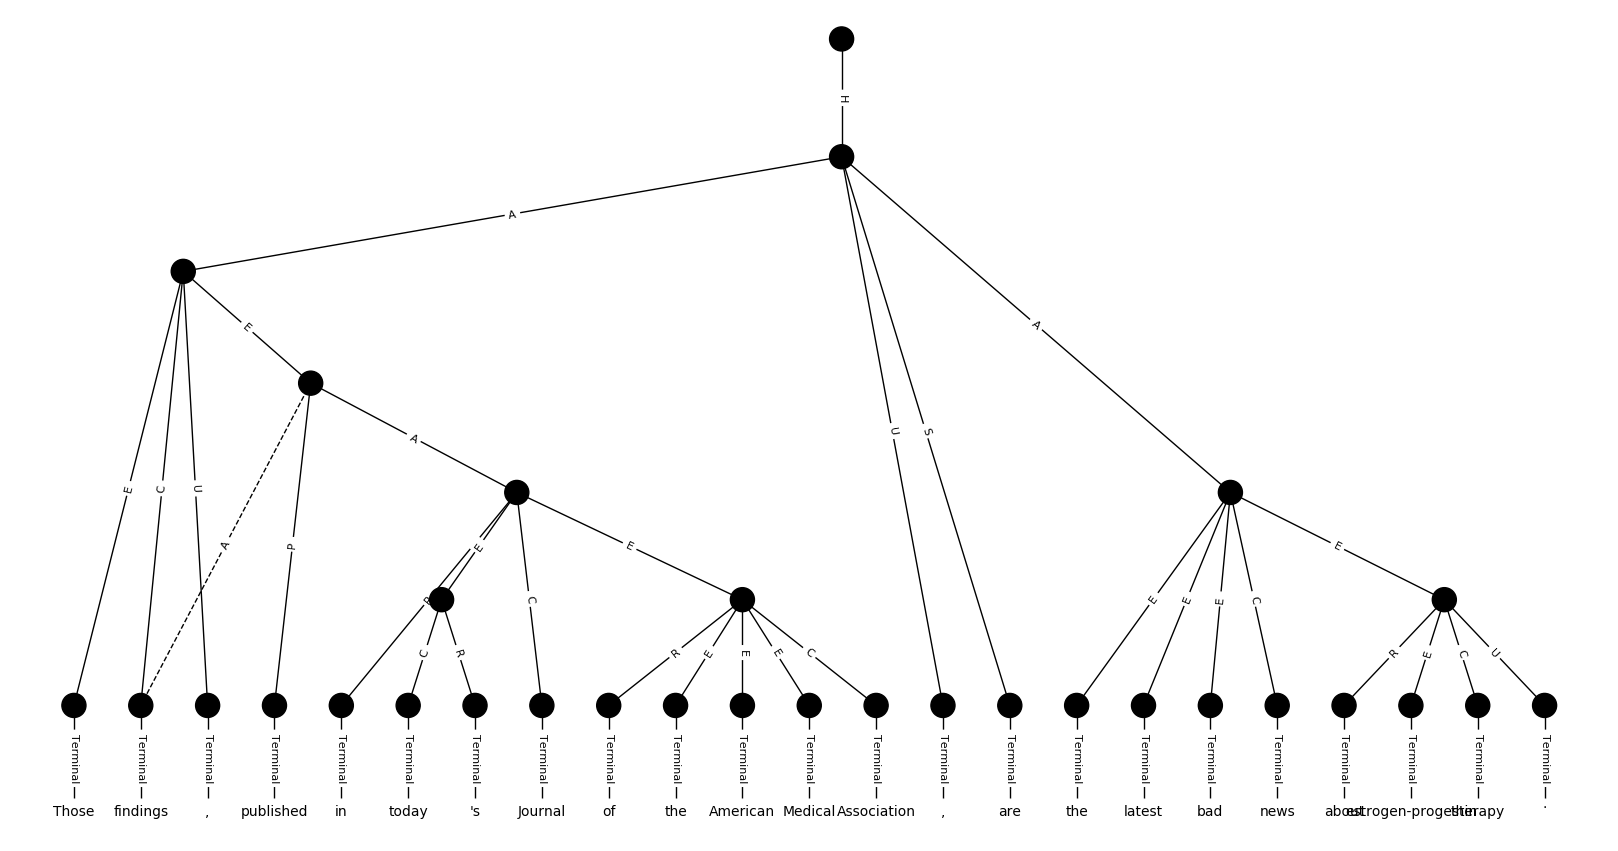 H
A
E
A
U
S
A
E
C
U
A
P
E
E
E
R
C
E
E
E
C
C
R
R
E
E
E
C
R
E
C
U
Terminal Terminal Terminal Terminal Terminal Terminal Terminal Terminal Terminal Terminal Terminal Terminal Terminal Terminal Terminal Terminal Terminal Terminal Terminal Terminal Terminal Terminal Terminal
Those findings , published in today 's Journal of the American Medical Association , are the latest bad news about estrogen-progestin therapy .